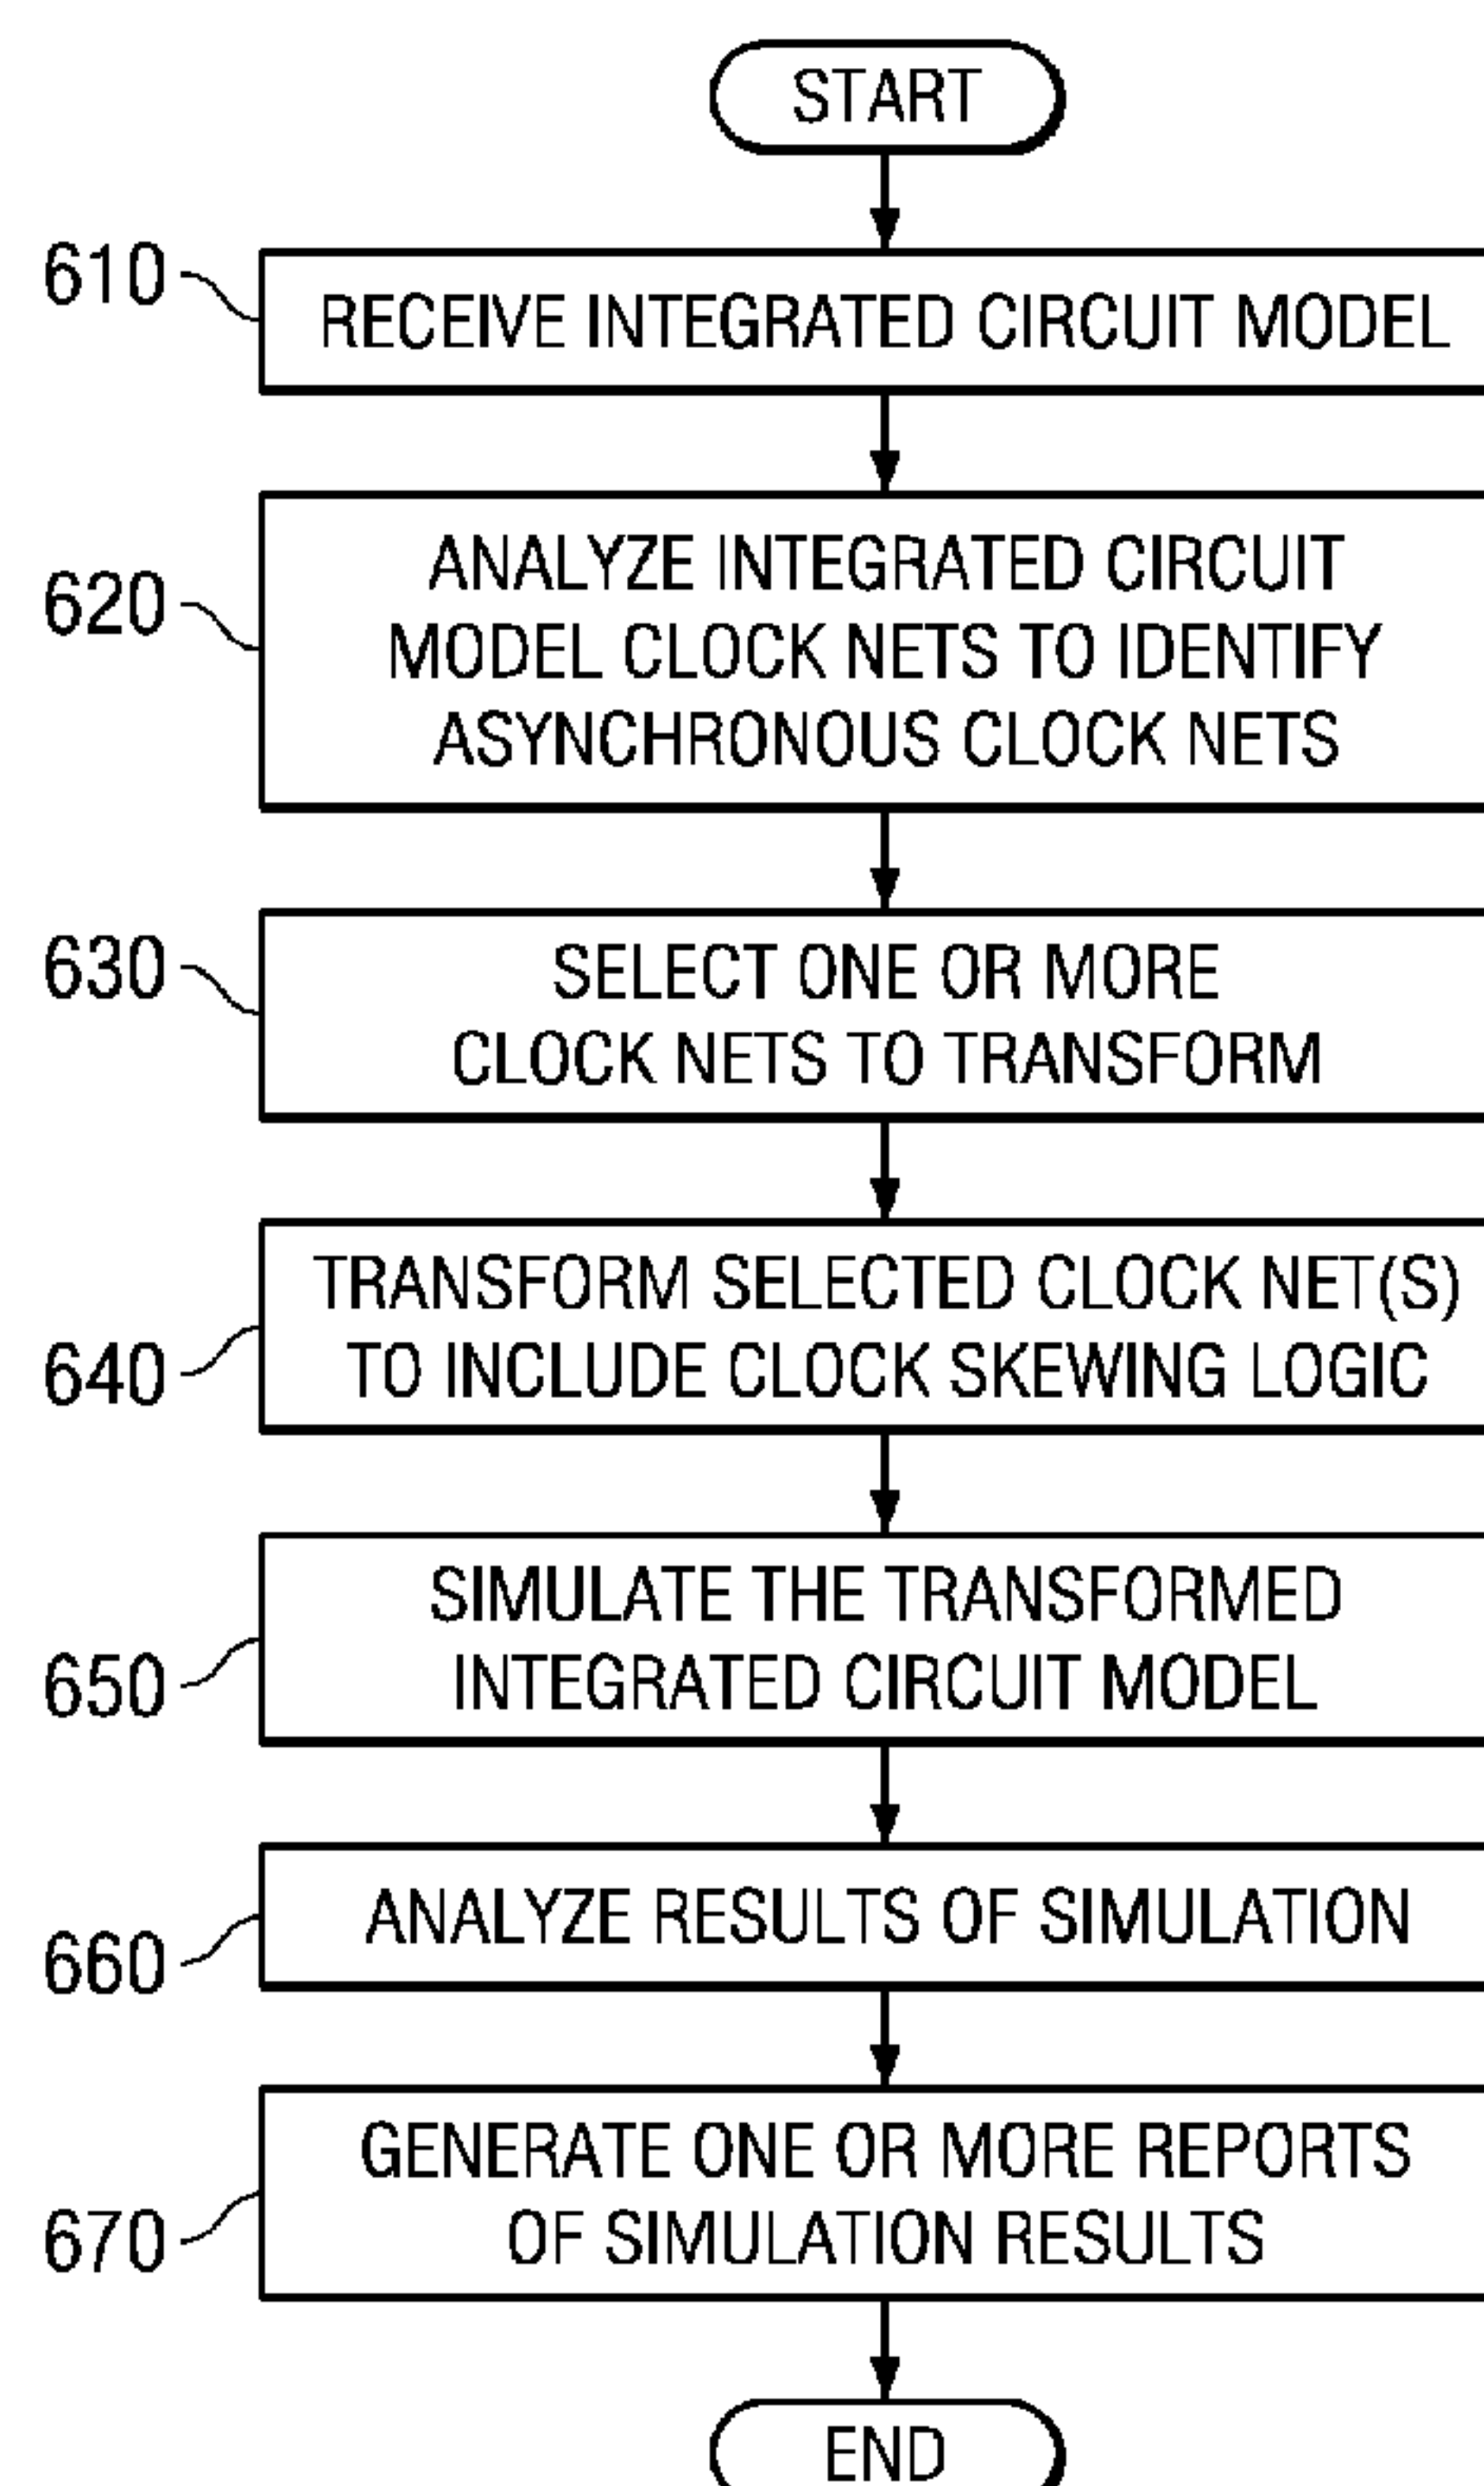 START
610
RECEIVE INTEGRATED CIRCUIT MODEL
620
ANALYZE INTEGRATED CIRCUIT
MODEL CLOCK NETS TO IDENTIFY
ASYNCHRONOUS CLOCK NETS
630
SELECT ONE OR MORE
CLOCK NETS TO TRANSFORM
640
TRANSFORM SELECTED CLOCK NET(S)
TO INCLUDE CLOCK SKEWING LOGIC
650
SIMULATE THE TRANSFORMED
INTEGRATED CIRCUIT MODEL
660
ANALYZE RESULTS OF SIMULATION
670
GENERATE ONE OR MORE REPORTS
OF SIMULATION RESULTS
END